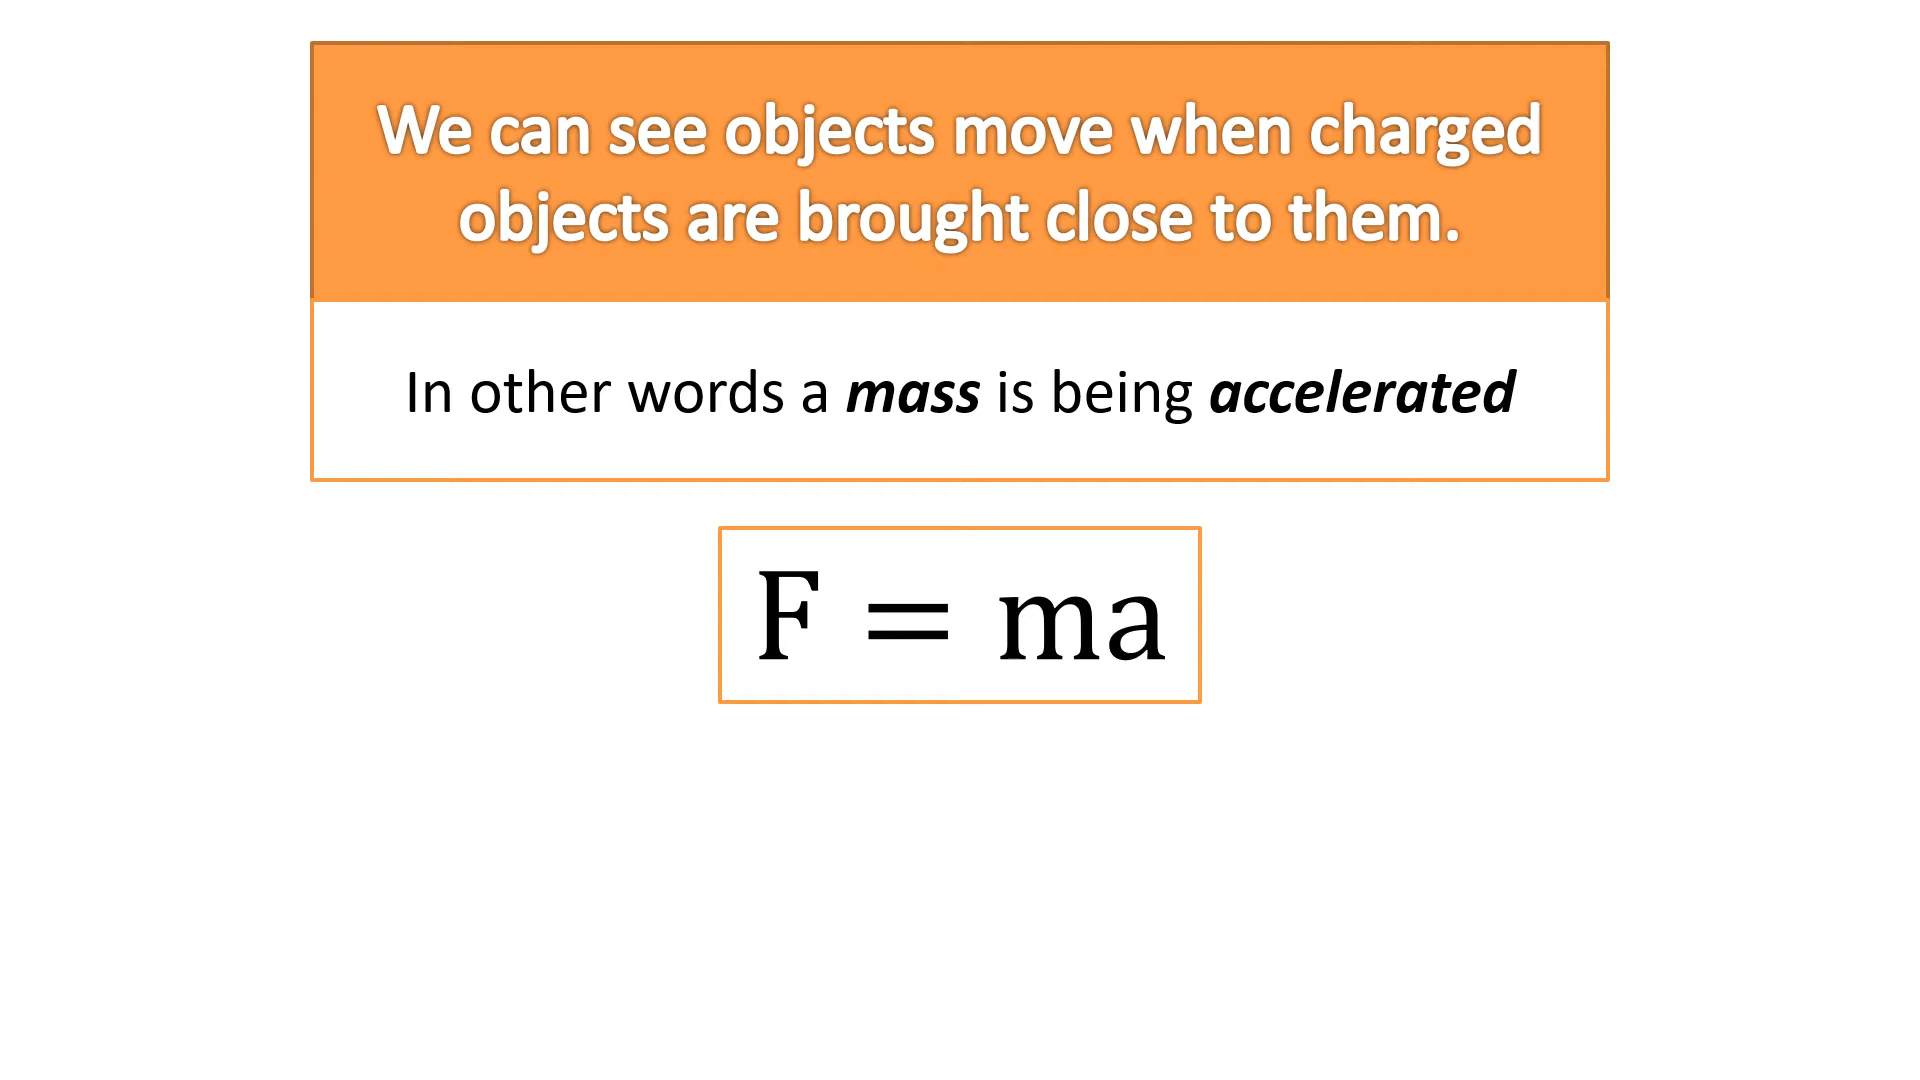 We can see objects move when charged
objects are brought close to them.
In other words a mass is being accelerated
F = ma